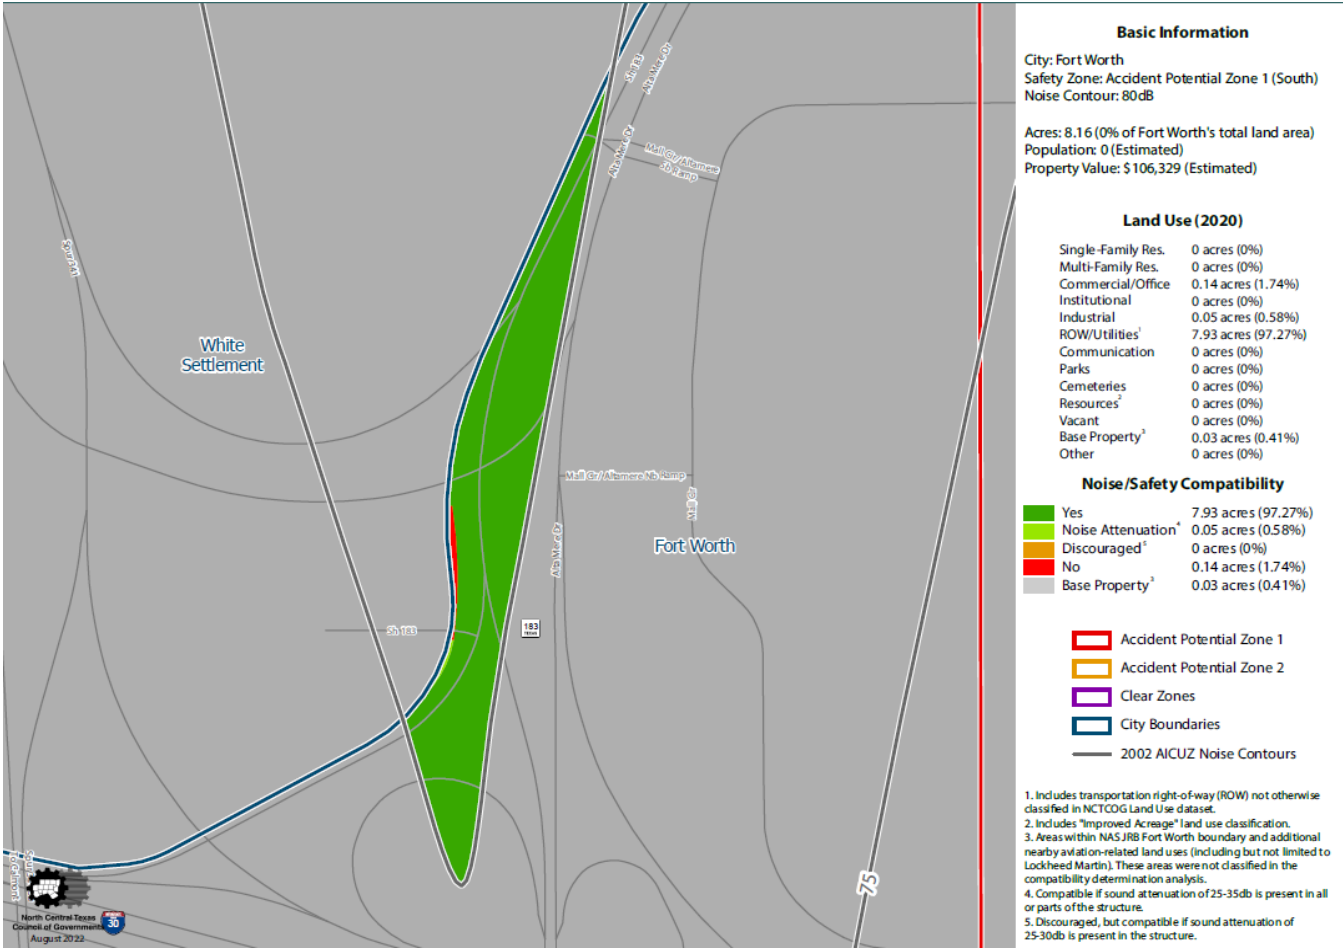 Sh 183
Alta Mere Dr
Alta Mere Dr
Mall Cir / Altamere
Sb Ramp
Spur 341
White
Settlement
Mall Cir / Altamere Nb Ramp
Mall Cir
Alta Mere Dr
Fort Worth
Sh 183
183
TEXAS
75
Spur
North Central Texas
Council of Governments
August 2022
30
Basic Information
City: Fort Worth
Safety Zone: Accident Potential Zone 1 (South)
Noise Contour: 80dB
Acres: 8.16 (0% of Fort Worth's total land area)
Population: 0 (Estimated)
Property Value: $106,329 (Estimated)
Land Use (2020)
Single-Family Res. 0 acres (0%)
Multi-Family Res. 0 acres (0%)
Commercial/Office 0.14 acres (1.74%)
Institutional 0 acres (0%)
Industrial 0.05 acres (0.58%)
ROW/Utilities¹ 7.93 acres (97.27%)
Communication 0 acres (0%)
Parks 0 acres (0%)
Cemeteries 0 acres (0%)
Resources² 0 acres (0%)
Vacant 0 acres (0%)
Base Property³ 0.03 acres (0.41%)
Other 0 acres (0%)
Noise/Safety Compatibility
Yes 7.93 acres (97.27%)
Noise Attenuation⁴ 0.05 acres (0.58%)
Discouraged⁵ 0 acres (0%)
No 0.14 acres (1.74%)
Base Property³ 0.03 acres (0.41%)
Accident Potential Zone 1
Accident Potential Zone 2
Clear Zones
City Boundaries
2002 AICUZ Noise Contours
1. Includes transportation right-of-way (ROW) not otherwise
classified in NCTCOG Land Use dataset.
2. Includes "Improved Acreage" land use classification.
3. Areas within NAS JRB Fort Worth boundary and additional
nearby aviation-related land uses (including but not limited to
Lockheed Martin). These areas were not classified in the
compatibility determination analysis.
4. Compatible if sound attenuation of 25-35db is present in all
or parts of the structure.
5. Discouraged, but compatible if sound attenuation of
25-30db is present in the structure.